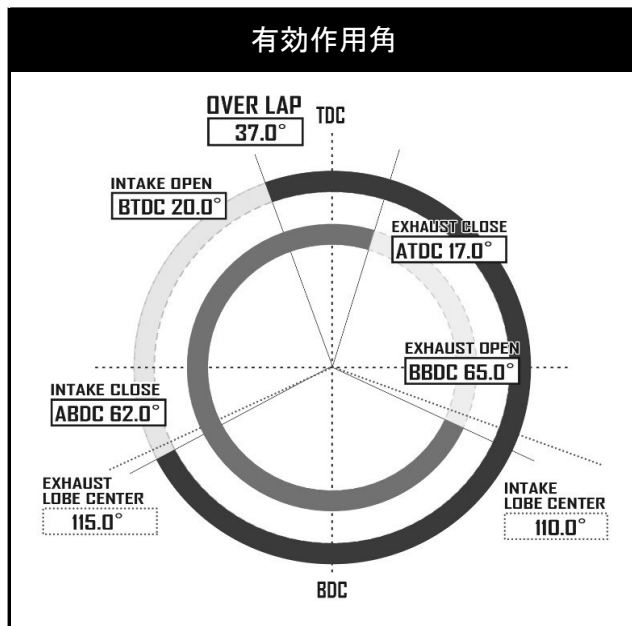 有効作用角
OVER LAP
37.0°
TDC
INTAKE OPEN
BTDC 20.0°
EXHAUST CLOSE
ATDC 17.0°
EXHAUST OPEN
BBDC 65.0°
INTAKE CLOSE
ABDC 62.0°
EXHAUST
LOBE CENTER
115.0°
INTAKE
LOBE CENTER
110.0°
BDC